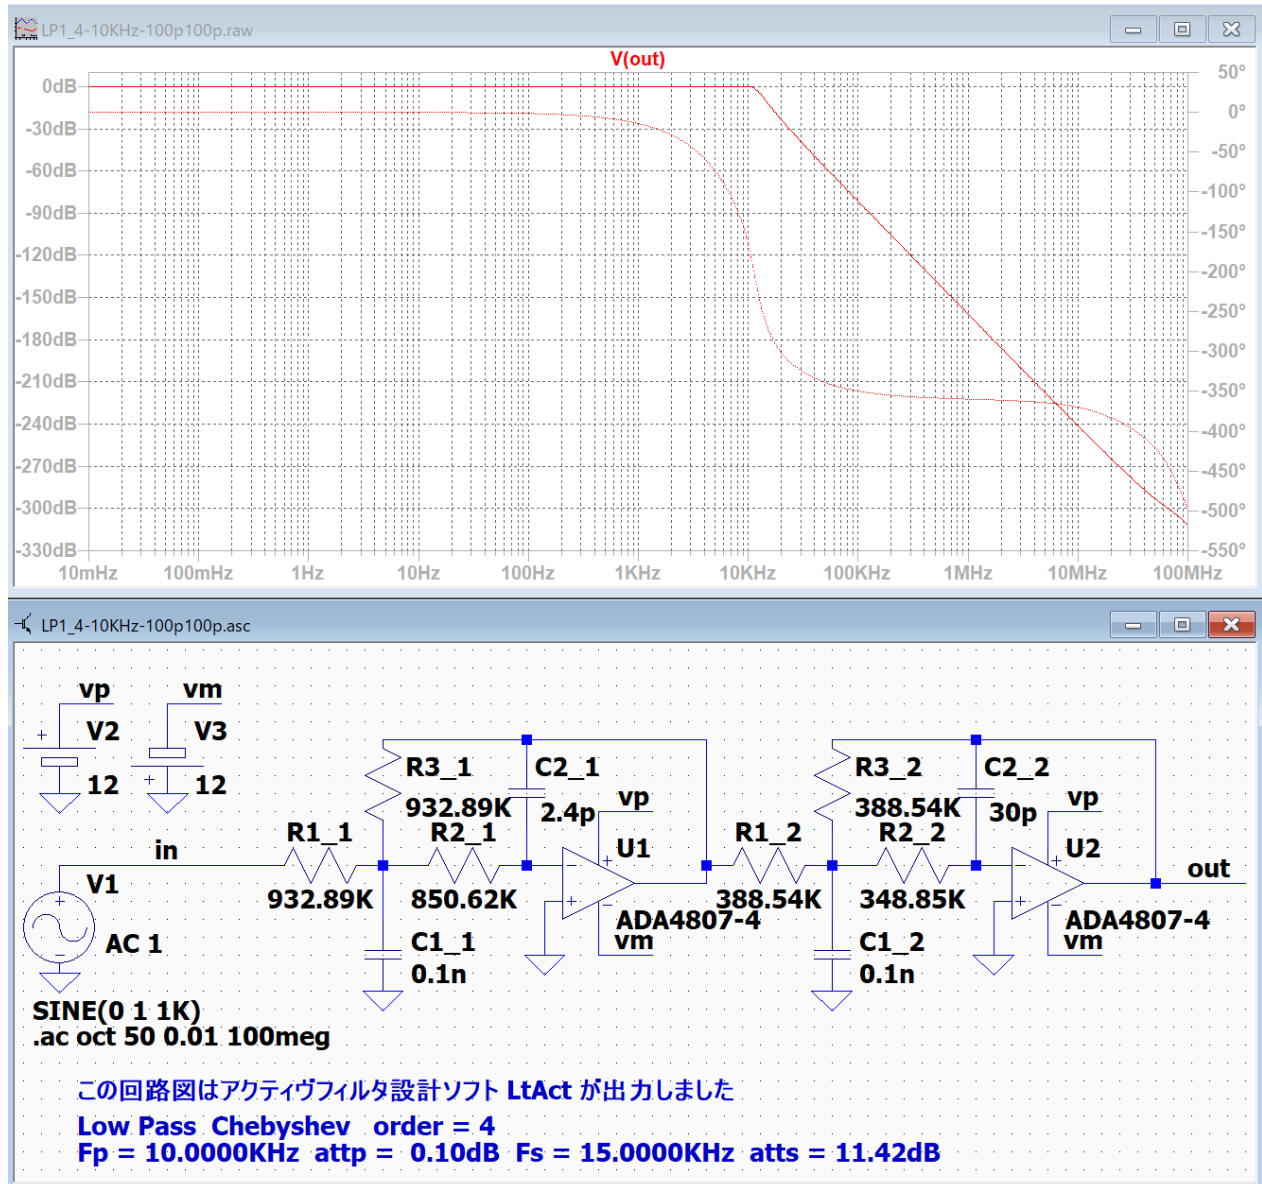 LP1_4-10KHz-100p100p.raw
V(out)
0dB
-30dB
-60dB
-90dB
-120dB
-150dB
-180dB
-210dB
-240dB
-270dB
-300dB
-330dB
50°
0°
-50°
-100°
-150°
-200°
-250°
-300°
-350°
-400°
-450°
-500°
-550°
10mHz 100mHz 1Hz 10Hz 100Hz 1KHz 10KHz 100KHz 1MHz 10MHz 100MHz
LP1_4-10KHz-100p100p.asc
vp vm
V2 V3
12 12
in
V1
AC 1
SINE(0 1 1K)
.ac oct 50 0.01 100meg
R3_1
932.89K
C2_1
2.4p
R1_1
932.89K
R2_1
850.62K
C1_1
0.1n
vp
U1
ADA4807-4
vm
R3_2
388.54K
C2_2
30p
R1_2
388.54K
R2_2
348.85K
C1_2
0.1n
vp
U2
ADA4807-4
vm
out
この回路図はアクティヴフィルタ設計ソフト LtAct が出力しました
Low Pass Chebyshev order = 4
Fp = 10.0000KHz attp = 0.10dB Fs = 15.0000KHz atts = 11.42dB